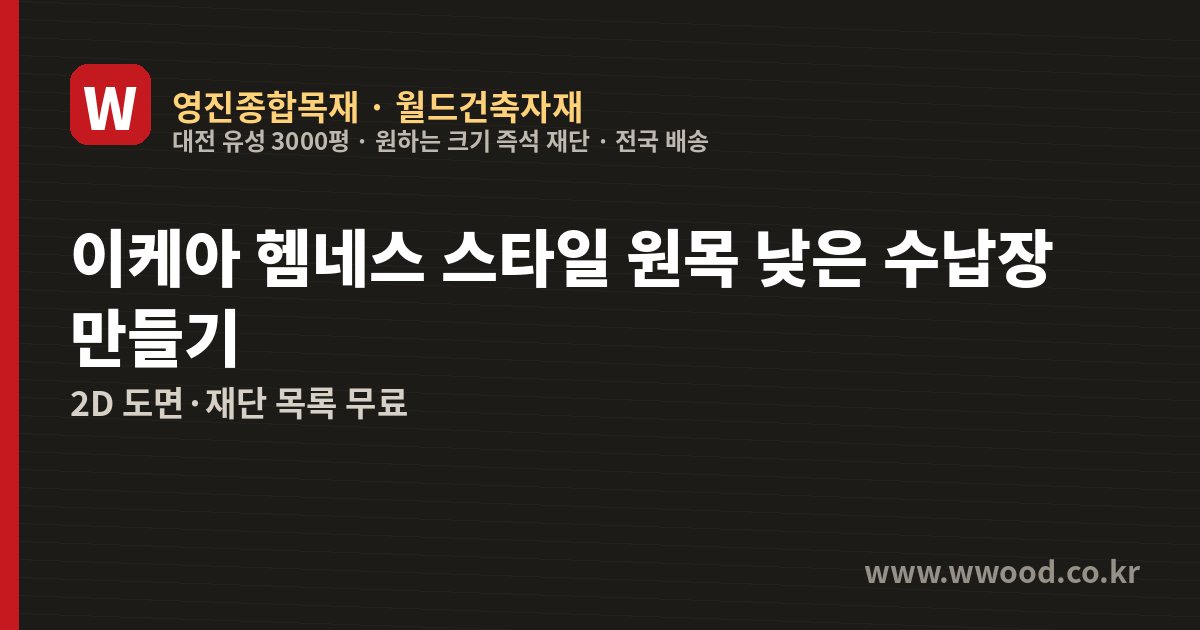 W
영진종합목재 · 월드건축자재
대전 유성 3000평 · 원하는 크기 즉석 재단 · 전국 배송
이케아 헴네스 스타일 원목 낮은 수납장
만들기
2D 도면·재단 목록 무료
www.wwood.co.kr